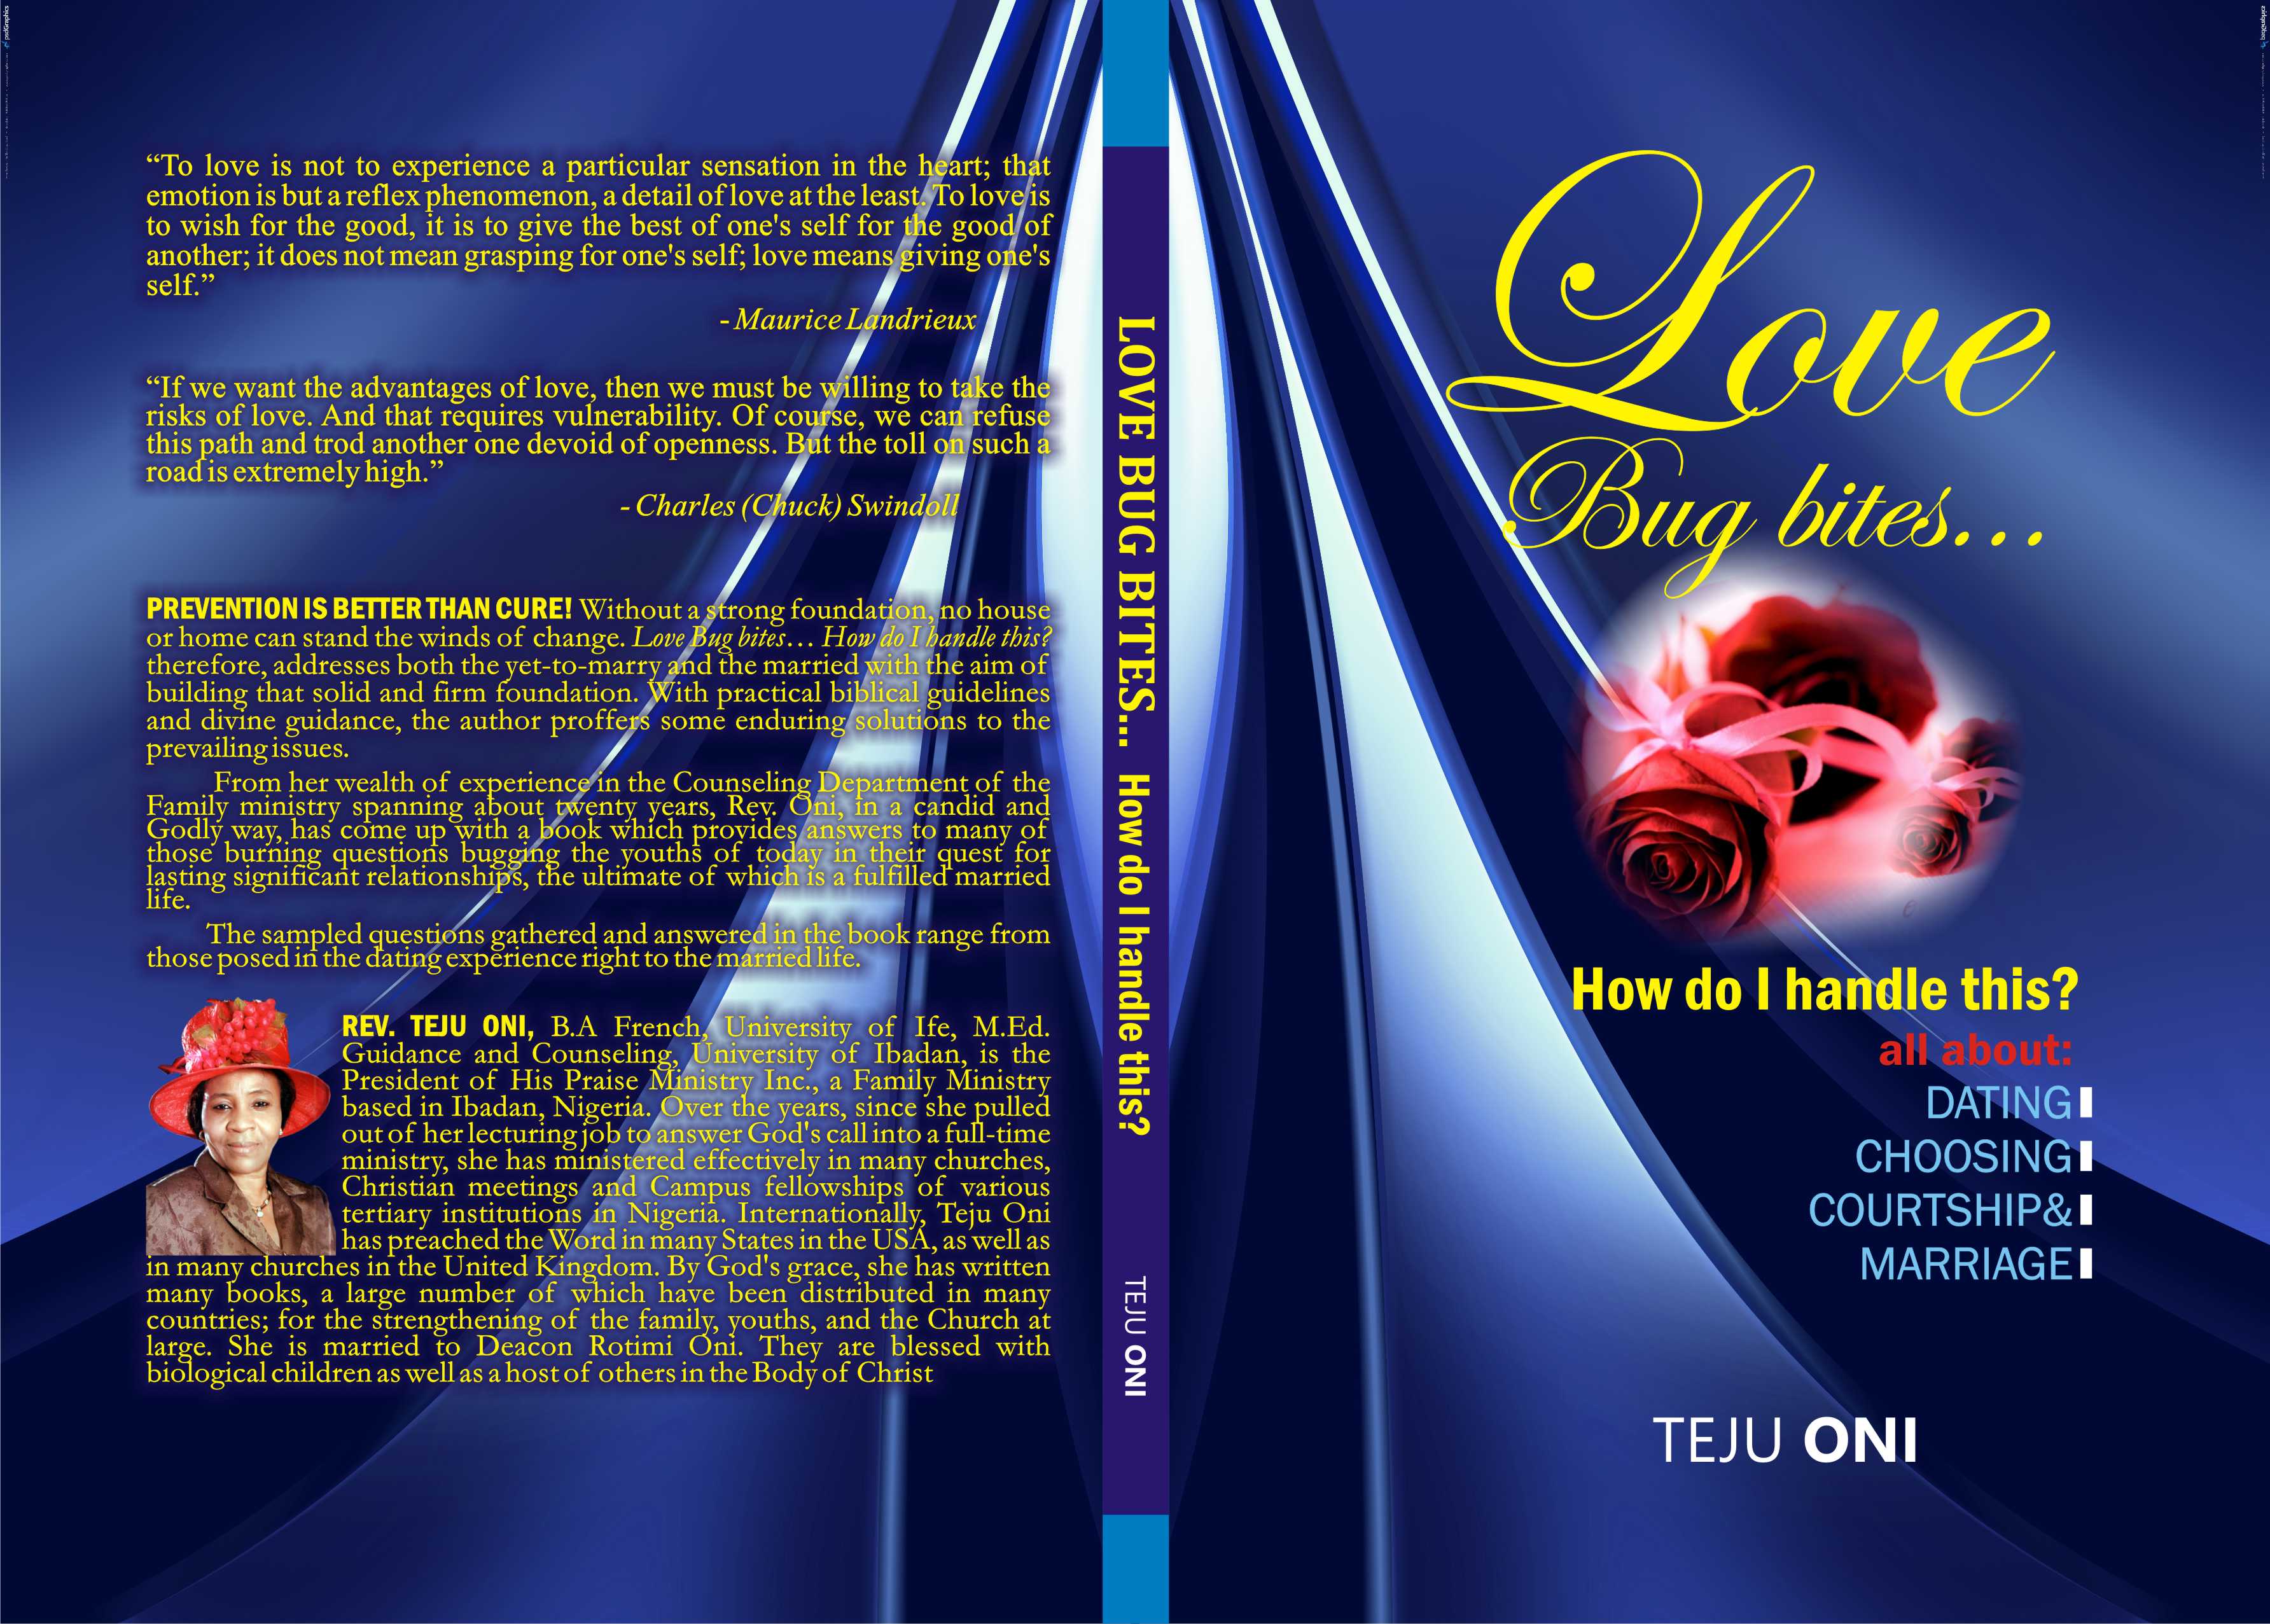 “To love is not to experience a particular sensation in the heart; that
emotion is but a reflex phenomenon, a detail of love at the least. To love is
to wish for the good, it is to give the best of one's self for the good of
another; it does not mean grasping for one's self; love means giving one's
self.”
- Maurice Landrieux
“If we want the advantages of love, then we must be willing to take the
risks of love. And that requires vulnerability. Of course, we can refuse
this path and trod another one devoid of openness. But the toll on such a
road is extremely high.”
- Charles (Chuck) Swindoll
PREVENTION IS BETTER THAN CURE! Without a strong foundation, no house
or home can stand the winds of change. Love Bug bites… How do I handle this?
therefore, addresses both the yet-to-marry and the married with the aim of
building that solid and firm foundation. With practical biblical guidelines
and divine guidance, the author proffers some enduring solutions to the
prevailing issues.
From her wealth of experience in the Counseling Department of the
Family ministry spanning about twenty years, Rev. Oni, in a candid and
Godly way, has come up with a book which provides answers to many of
those burning questions bugging the youths of today in their quest for
lasting significant relationships, the ultimate of which is a fulfilled married
life.
The sampled questions gathered and answered in the book range from
those posed in the dating experience right to the married life.
REV. TEJU ONI, B.A French, University of Ife, M.Ed.
Guidance and Counseling, University of Ibadan, is the
President of His Praise Ministry Inc., a Family Ministry
based in Ibadan, Nigeria. Over the years, since she pulled
out of her lecturing job to answer God's call into a full-time
ministry, she has ministered effectively in many churches,
Christian meetings and Campus fellowships of various
tertiary institutions in Nigeria. Internationally, Teju Oni
has preached the Word in many States in the USA, as well as
in many churches in the United Kingdom. By God's grace, she has written
many books, a large number of which have been distributed in many
countries; for the strengthening of the family, youths, and the Church at
large. She is married to Deacon Rotimi Oni. They are blessed with
biological children as well as a host of others in the Body of Christ
LOVE BUG BITES... How do I handle this?
TEJU ONI
Love
Bug bites...
How do I handle this?
all about:
DATING
CHOOSING
COURTSHIP&
MARRIAGE
TEJU ONI
psdGraphics